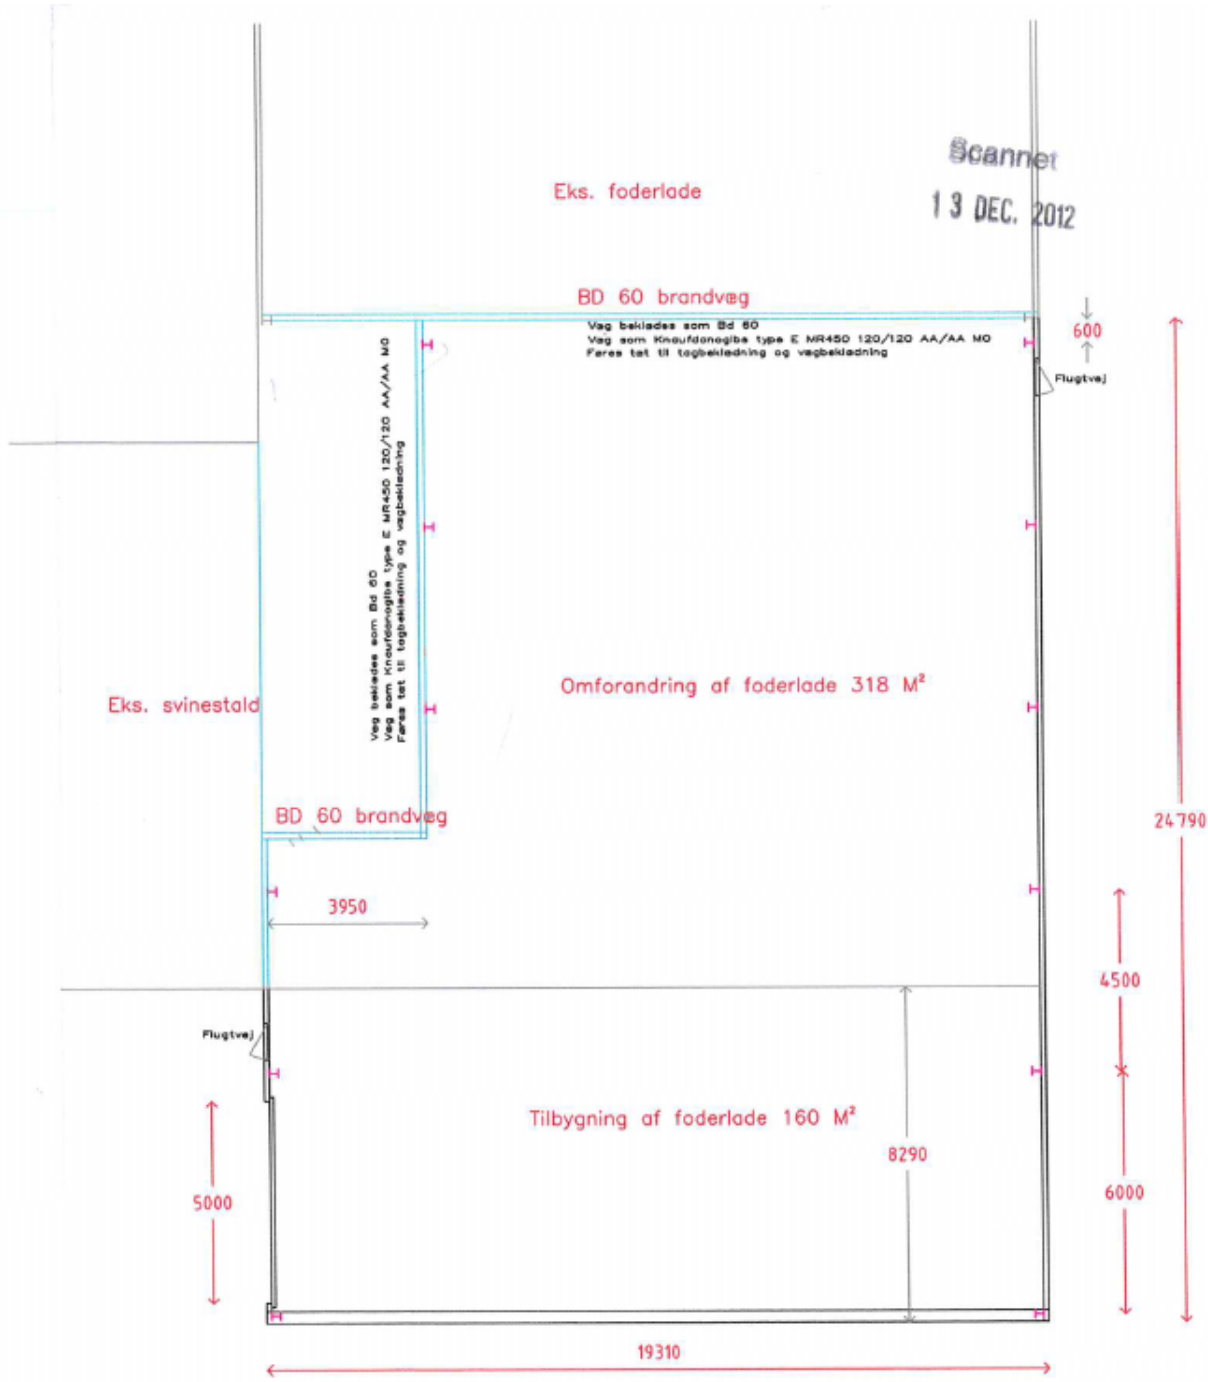 Scannet
13 DEC. 2012
Eks. foderlade
BD 60 brandvæg
Væg beklædes som Bd 60
Væg som Knaufdanogibs type E MR450 120/120 AA/AA M0
Føres tæt til tagbeklædning og vægbeklædning
600
Flugtvej
Væg beklædes som Bd 60
Væg som Knaufdanogibs type E MR450 120/120 AA/AA M0
Føres tæt til tagbeklædning og vægbeklædning
Omforandring af foderlade 318 M²
Eks. svinestald
BD 60 brandvæg
24790
3950
4500
Flugtvej
Tilbygning af foderlade 160 M²
8290
5000
6000
19310